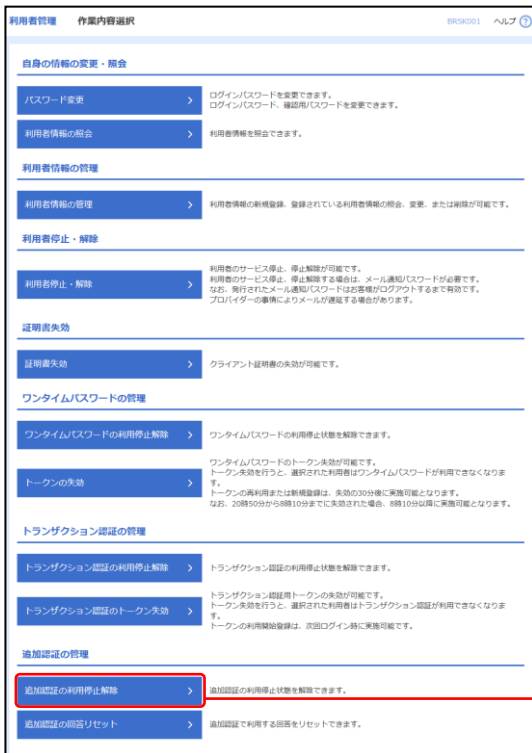 利用者管理 作業内容選択 BRSK001 ヘルプ ?
自身の情報の変更・照会
パスワード変更
ログインパスワードを変更できます。
ログインパスワード、確認用パスワードを変更できます。
利用者情報の照会
利用者情報を照会できます。
利用者情報の管理
利用者情報の管理
利用者情報の新規登録、登録されている利用者情報の照会、変更、または削除が可能です。
利用者停止・解除
利用者停止・解除
利用者のサービス停止、停止解除が可能です。
利用者のサービス停止、停止解除する場合は、メール通知パスワードが必要です。
なお、発行されたメール通知パスワードはお客様がログアウトするまで有効です。
プロバイダーの事情によりメールが遅延する場合があります。
証明書失効
証明書失効
クライアント証明書の失効が可能です。
ワンタイムパスワードの管理
ワンタイムパスワードの利用停止解除
ワンタイムパスワードの利用停止状態を解除できます。
トークンの失効
ワンタイムパスワードのトークン失効が可能です。
トークン失効を行うと、選択された利用者はワンタイムパスワードが利用できなくなりま
す。
トークンの再利用または新規登録は、失効の30分後に実施可能となります。
なお、20時50分から8時10分までに失効された場合、8時10分以降に実施可能となります。
トランザクション認証の管理
トランザクション認証の利用停止解除
トランザクション認証の利用停止状態を解除できます。
トランザクション認証のトークン失効
トランザクション認証用トークンの失効が可能です。
トークン失効を行うと、選択された利用者はトランザクション認証が利用できなくなりま
す。
トークンの利用開始登録は、次回ログイン時に実施可能です。
追加認証の管理
追加認証の利用停止解除
追加認証の利用停止状態を解除できます。
追加認証の回答リセット
追加認証で利用する回答をリセットできます。